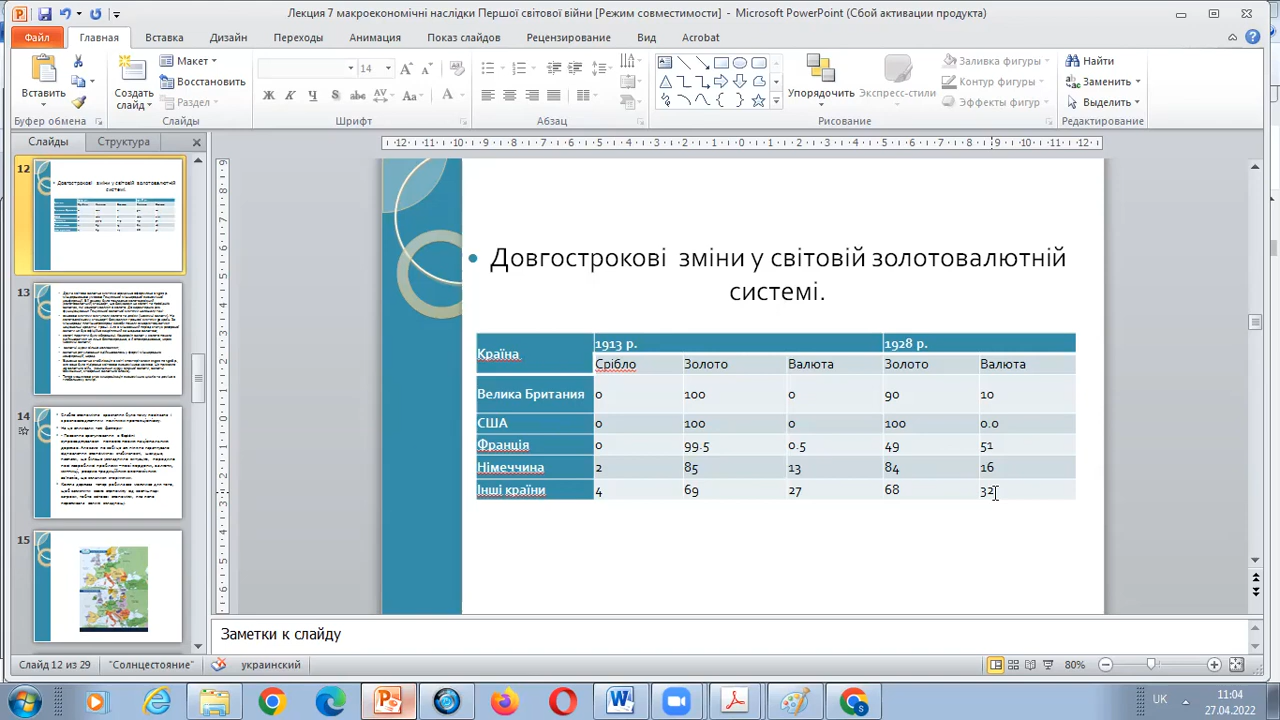 Лекция 7 макроекономічні наслідки Першої світової війни [Режим совместимости] - Microsoft PowerPoint (Сбой активации продукта)
Файл Главная Вставка Дизайн Переходы Анимация Показ слайдов Рецензирование Вид Acrobat
Вставить
Буфер обмена
Создать слайд
Макет
Восстановить
Раздел
Слайды
14
Шрифт
Абзац
Упорядочить
Экспресс-стили
Заливка фигуры
Контур фигуры
Эффекты фигур
Рисование
Найти
Заменить
Выделить
Редактирование
Слайды Структура
12
13
14
15
Довгострокові зміни у світовій золотовалютній
системі.
Країна 1913 р. 1928 р.
Срібло Золото Валюта Золото Валюта
Велика Британия 0 100 0 90 10
США 0 100 0 100 0.0
Франція 0 99.5 0.5 49 51
Німеччина 2 85 13 84 16
Інші країни 4 69 27 68 32
Заметки к слайду
Слайд 12 из 29 "Солнцестояние" украинский 80%
UK 11:04
27.04.2022